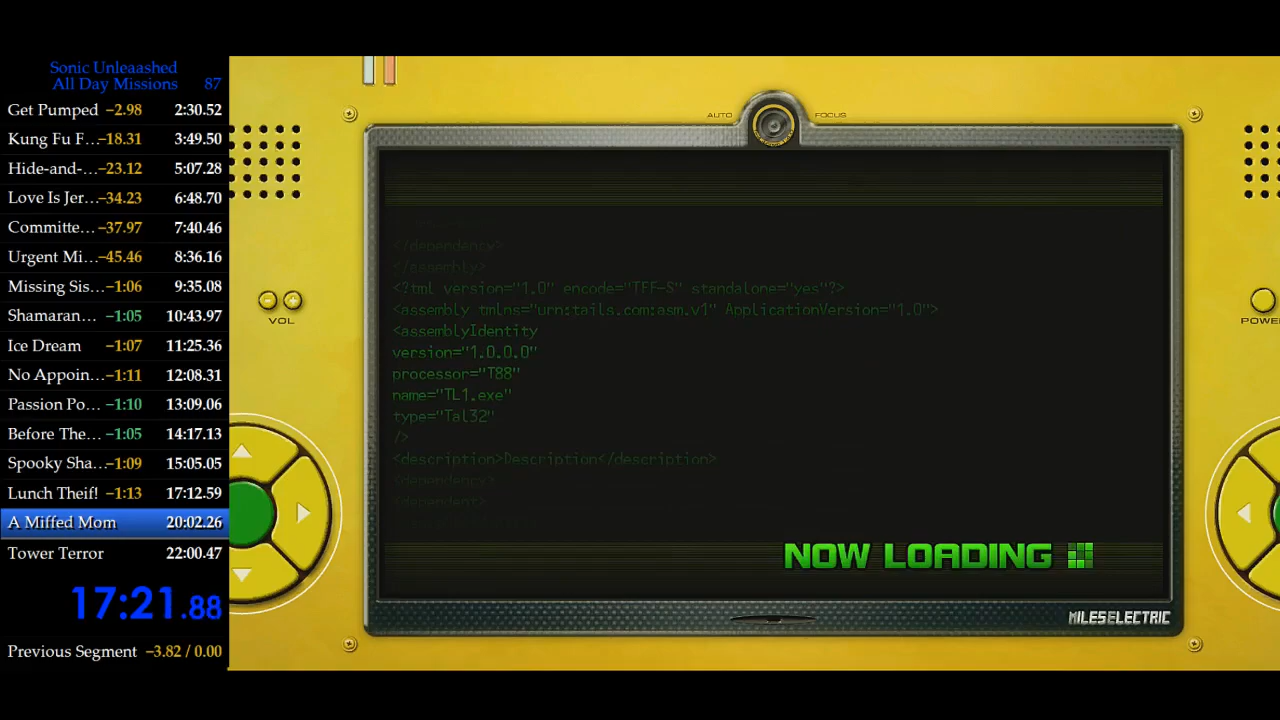 Sonic Unleaashed
All Day Missions 87
Get Pumped −2.98 2:30.52
Kung Fu F... −18.31 3:49.50
Hide-and-... −23.12 5:07.28
Love Is Jer... −34.23 6:48.70
Committe... −37.97 7:40.46
Urgent Mi... −45.46 8:36.16
Missing Sis... −1:06 9:35.08
Shamaran... −1:05 10:43.97
Ice Dream −1:07 11:25.36
No Appoin... −1:11 12:08.31
Passion Po... −1:10 13:09.06
Before The... −1:05 14:17.13
Spooky Sha... −1:09 15:05.05
Lunch Theif! −1:13 17:12.59
A Miffed Mom 20:02.26
Tower Terror 22:00.47
17:21.88
Previous Segment −3.82 / 0.00
AUTO FOCUS
VOL
POWER
</dependency>
</assembly>
<?tml version="1.0" encode="TFF-S" standalone="yes"?>
<assembly tmlns="urn:tails.com:asm.v1" ApplicationVersion="1.0">
<assemblyIdentity
version="1.0.0.0"
processor="T88"
name="TL1.exe"
type="Tal32"
/>
<description>Description</description>
<dependency>
<dependent>
NOW LOADING
MILES ELECTRIC